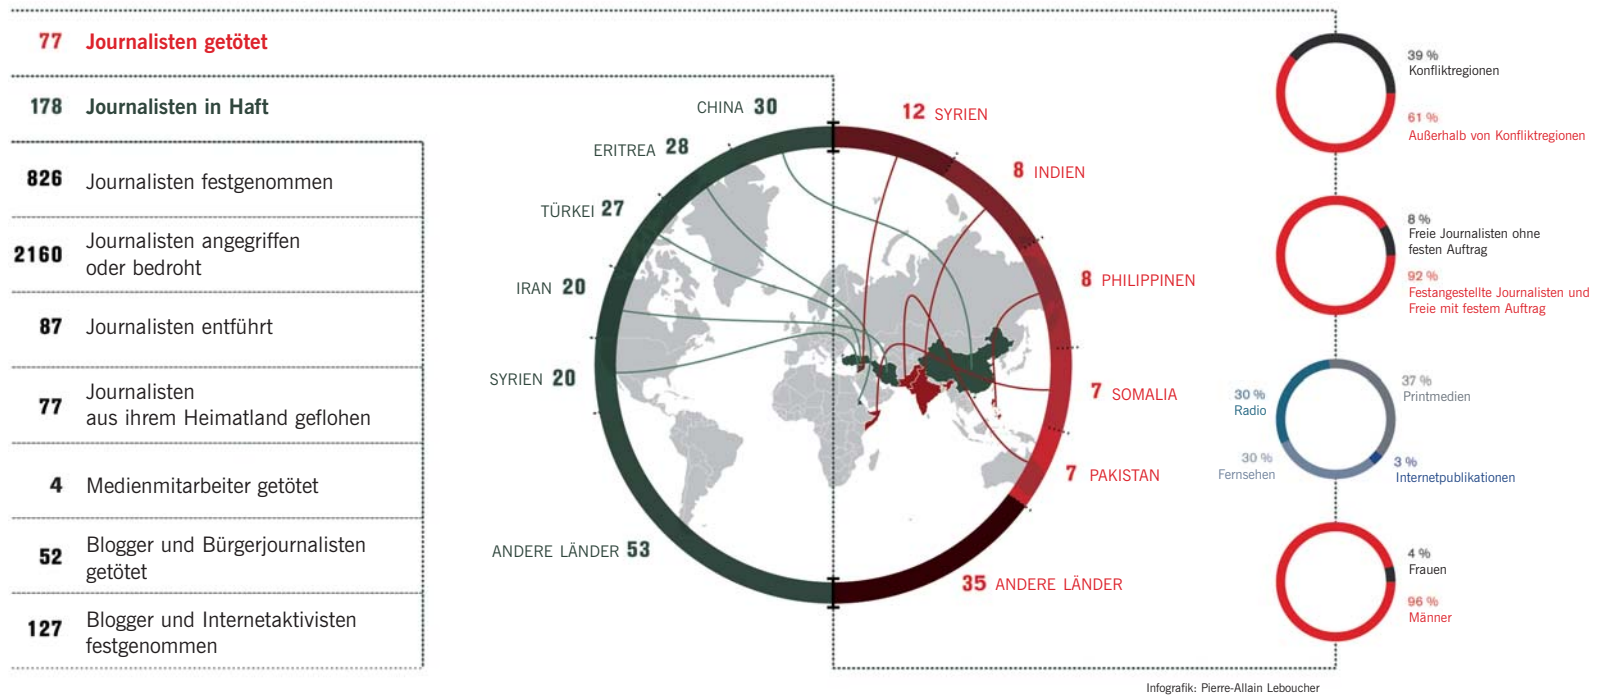 77 Journalisten getötet
178 Journalisten in Haft
826 Journalisten festgenommen
2160 Journalisten angegriffen
oder bedroht
87 Journalisten entführt
77 Journalisten
aus ihrem Heimatland geflohen
4 Medienmitarbeiter getötet
52 Blogger und Bürgerjournalisten
getötet
127 Blogger und Internetaktivisten
festgenommen
CHINA 30
ERITREA 28
TÜRKEI 27
IRAN 20
SYRIEN 20
ANDERE LÄNDER 53
12 SYRIEN
8 INDIEN
8 PHILIPPINEN
7 SOMALIA
7 PAKISTAN
35 ANDERE LÄNDER
39 %
Konfliktregionen
61 %
Außerhalb von Konfliktregionen
8 %
Freie Journalisten ohne
festen Auftrag
92 %
Festangestellte Journalisten und
Freie mit festem Auftrag
30 %
Radio
37 %
Printmedien
30 %
Fernsehen
3 %
Internetpublikationen
4 %
Frauen
96 %
Männer
Infografik: Pierre-Allain Leboucher